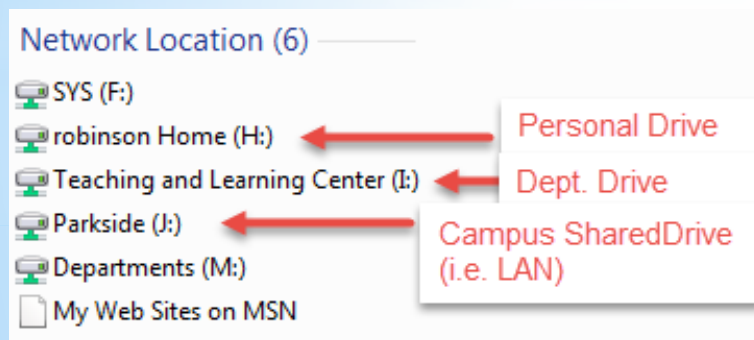 Network Location (6)
SYS (F:)
robinson Home (H:)
Personal Drive
Teaching and Learning Center (I:)
Dept. Drive
Parkside (J:)
Campus SharedDrive
(i.e. LAN)
Departments (M:)
My Web Sites on MSN